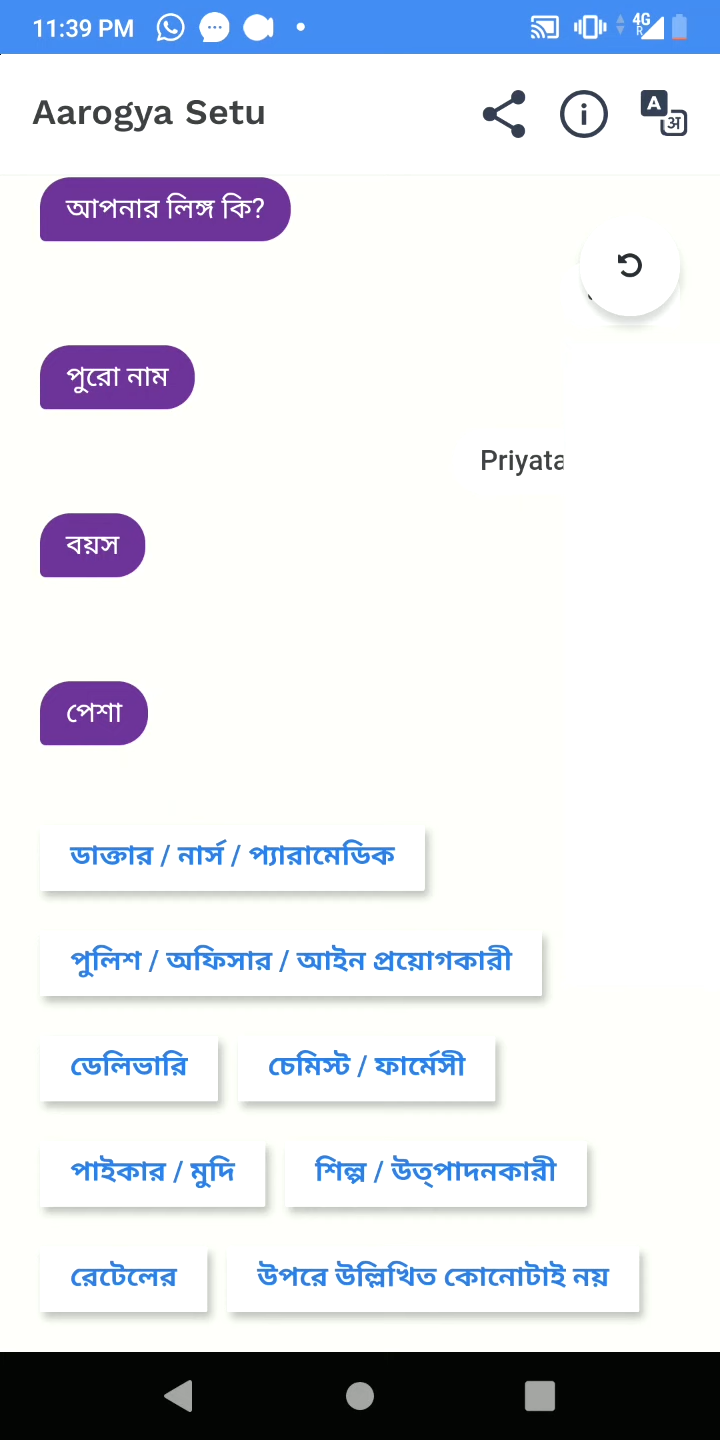 11:39 PM
4G
R
Aarogya Setu
A
अ
আপনার লিঙ্গ কি?
পুরো নাম
Priyata
বয়স
পেশা
ডাক্তার / নার্স / প্যারামেডিক
পুলিশ / অফিসার / আইন প্রয়োগকারী
ডেলিভারি
চেমিস্ট / ফার্মেসী
পাইকার / মুদি
শিল্প / উত্পাদনকারী
রেটেলের
উপরে উল্লিখিত কোনোটাই নয়